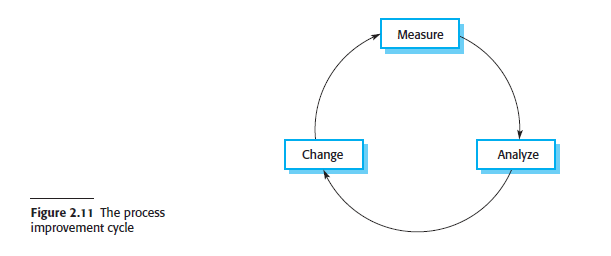 Measure
Change
Analyze
Figure 2.11 The process
improvement cycle